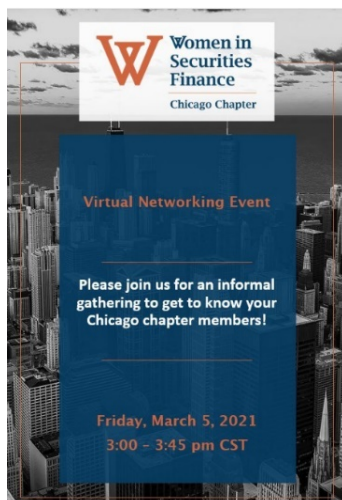 Women in
Securities
Finance
Chicago Chapter
Virtual Networking Event
Please join us for an informal
gathering to get to know your
Chicago chapter members!
Friday, March 5, 2021
3:00 – 3:45 pm CST